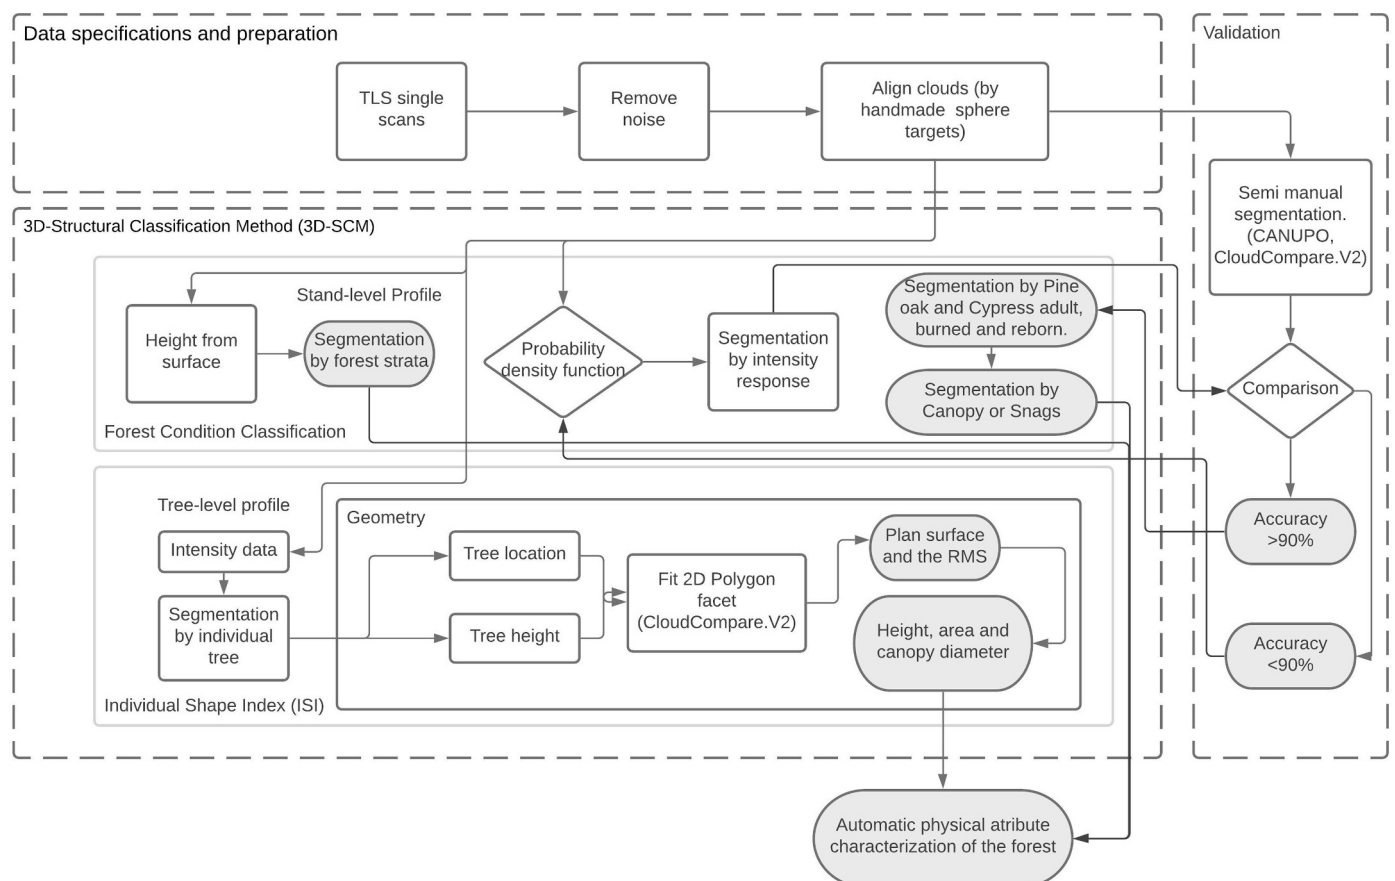 Data specifications and preparation
TLS single
scans
Remove
noise
Align clouds (by
handmade sphere
targets)
Validation
Semi manual
segmentation.
(CANUPO,
CloudCompare.V2)
Comparison
Accuracy
>90%
Accuracy
<90%
3D-Structural Classification Method (3D-SCM)
Stand-level Profile
Height from
surface
Segmentation
by forest strata
Probability
density function
Segmentation
by intensity
response
Segmentation by Pine
oak and Cypress adult,
burned and reborn.
Segmentation by
Canopy or Snags
Forest Condition Classification
Tree-level profile
Intensity data
Segmentation
by individual
tree
Individual Shape Index (ISI)
Geometry
Tree location
Tree height
Fit 2D Polygon
facet
(CloudCompare.V2)
Plan surface
and the RMS
Height, area and
canopy diameter
Automatic physical atribute
characterization of the forest